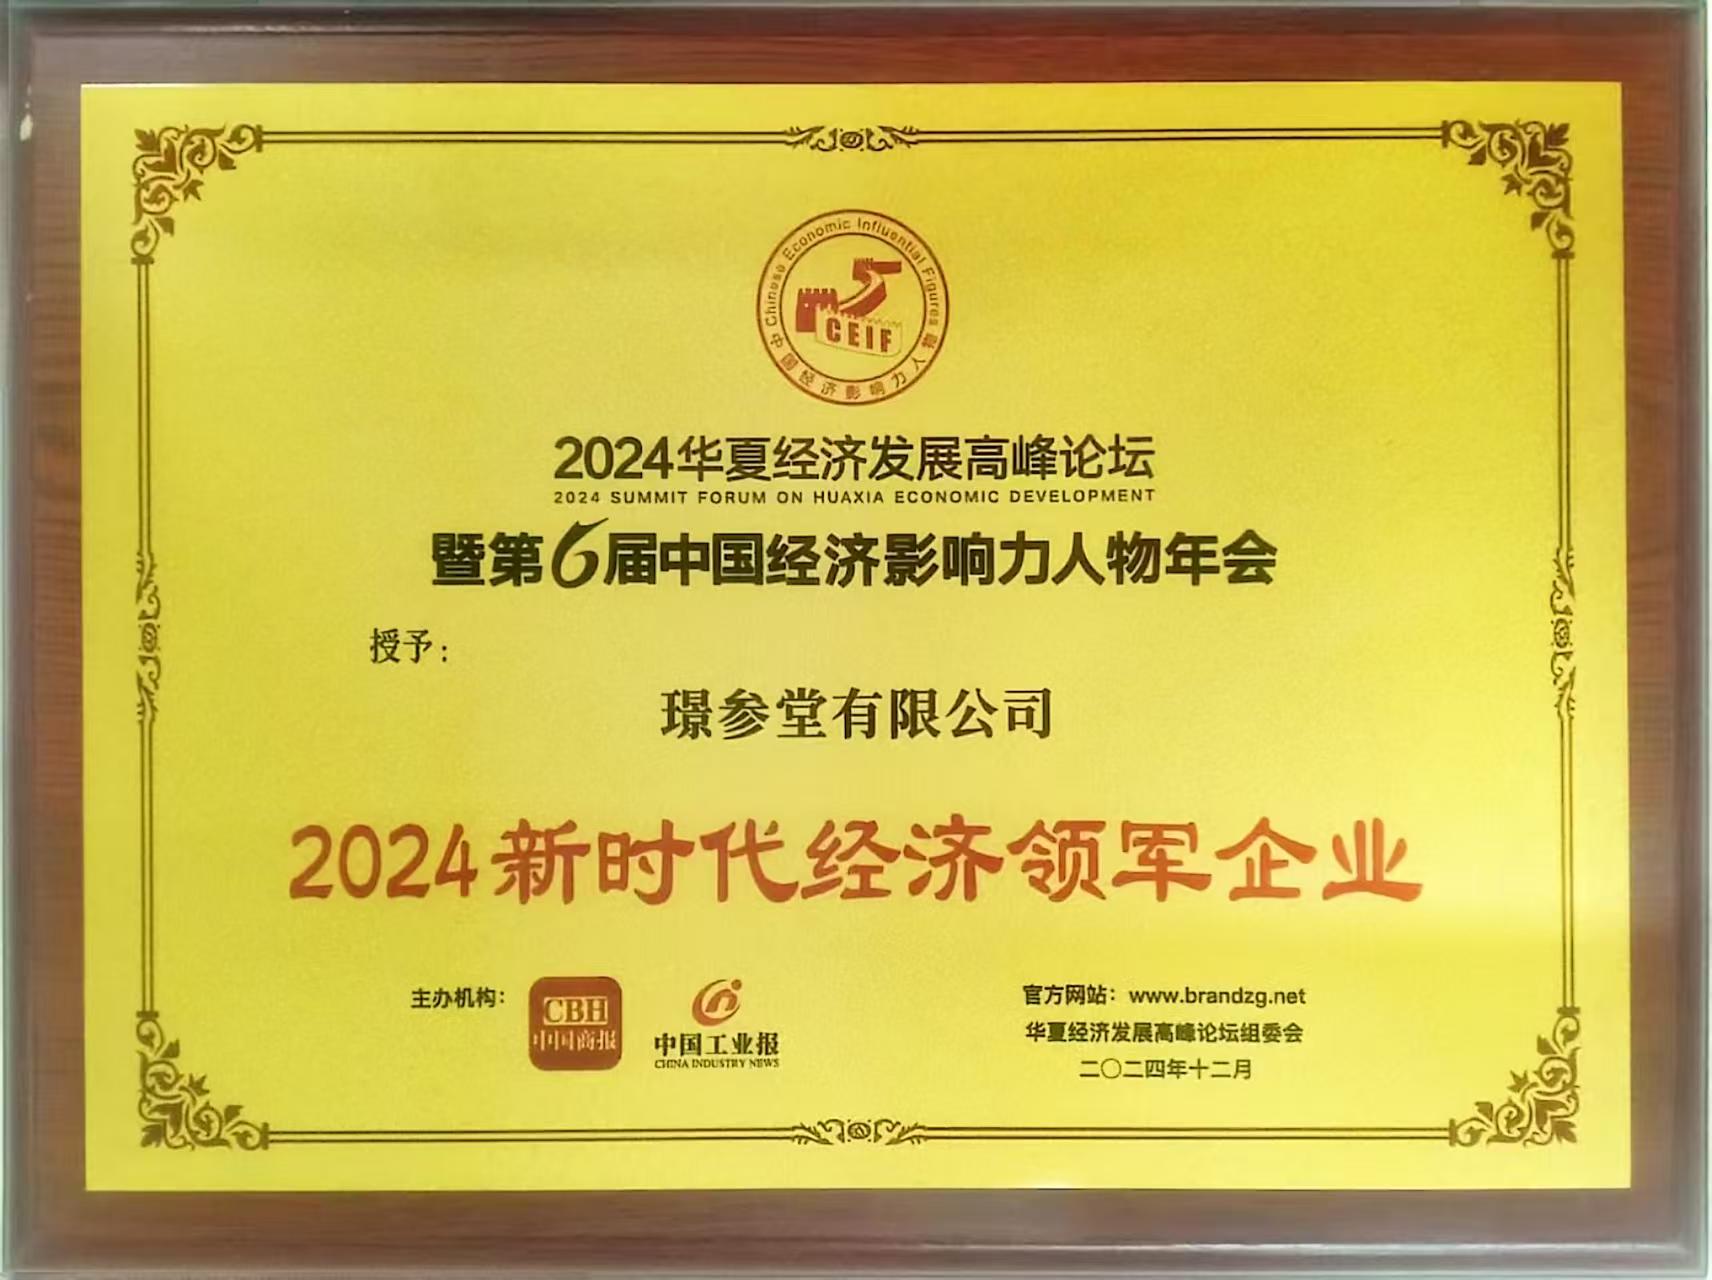 Chinese Economic Influential Figures
CEIF
中国经济影响力人物
2024华夏经济发展高峰论坛
2024 SUMMIT FORUM ON HUAXIA ECONOMIC DEVELOPMENT
暨第6届中国经济影响力人物年会
授予：
璟参堂有限公司
2024新时代经济领军企业
主办机构：
CBH
中国商报
中国工业报
CHINA INDUSTRY NEWS
官方网站：www.brandzg.net
华夏经济发展高峰论坛组委会
二〇二四年十二月